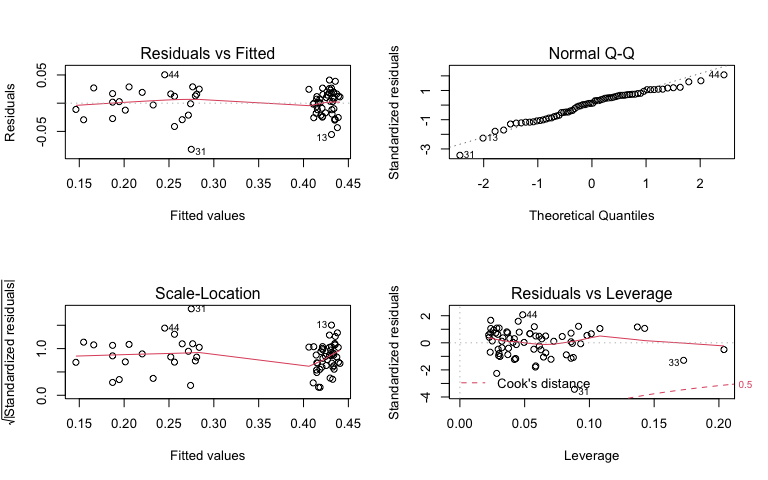 Residuals vs Fitted
Residuals
0.05
-0.05
44
13
31
0.15 0.20 0.25 0.30 0.35 0.40 0.45
Fitted values
Normal Q-Q
Standardized residuals
1
-1
-3
44
13
31
-2 -1 0 1 2
Theoretical Quantiles
Scale-Location
√|Standardized residuals|
1.0
0.0
31
44
13
0.15 0.20 0.25 0.30 0.35 0.40 0.45
Fitted values
Residuals vs Leverage
Standardized residuals
2
0
-2
-4
44
33
31
Cook's distance
0.5
0.00 0.05 0.10 0.15 0.20
Leverage